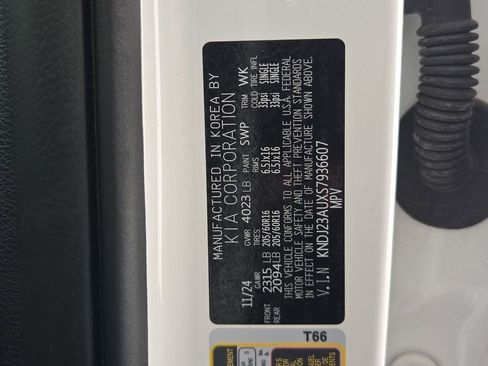 MANUFACTURED IN KOREA BY
KIA CORPORATION
11/24 GVWR 4023 LB PAINT SWP TRIM WK
GAWR TIRES RIMS COLD TIRE INFL
FRONT 2315 LB 205/60R16 6.5Jx16 33psi SINGLE
REAR 2094 LB 205/60R16 6.5Jx16 33psi SINGLE
THIS VEHICLE CONFORMS TO ALL APPLICABLE U.S.A. FEDERAL
MOTOR VEHICLE SAFETY AND THEFT PREVENTION STANDARDS
IN EFFECT ON THE DATE OF MANUFACTURE SHOWN ABOVE.
V.I.N KNDJ23AUXS7936607
MPV
T66